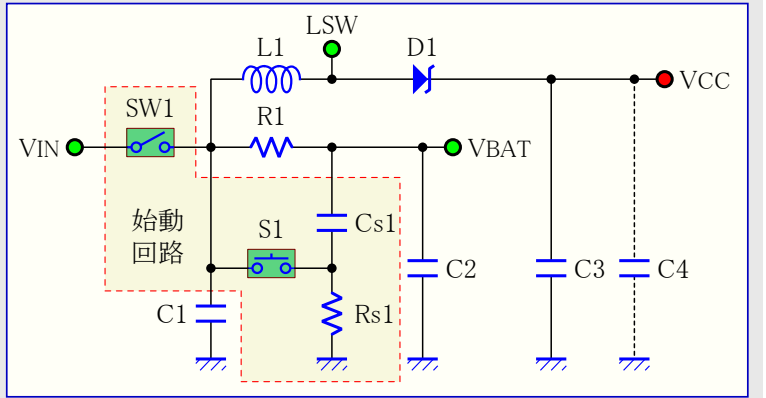 LSW
L1
D1
VCC
SW1
R1
VIN
VBAT
始動
回路
S1
Cs1
C2
C3
C4
C1
Rs1